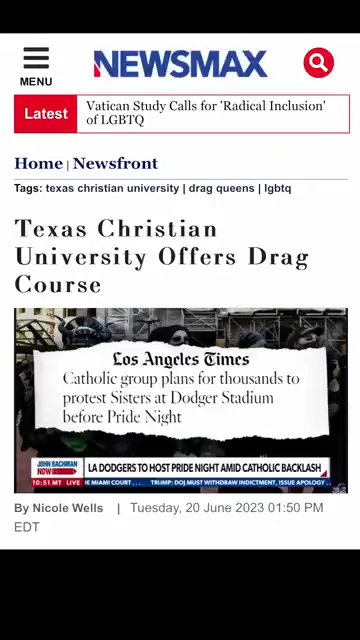 NEWSMAX
MENU
Latest
Vatican Study Calls for 'Radical Inclusion'
of LGBTQ
Home | Newsfront
Tags: texas christian university | drag queens | lgbtq
Texas Christian
University Offers Drag
Course
Los Angeles Times
Catholic group plans for thousands to
protest Sisters at Dodger Stadium
before Pride Night
JOHN BACHMAN
NOW
LA DODGERS TO HOST PRIDE NIGHT AMID CATHOLIC BACKLASH
10:51 MT LIVE
DE MIAMI COURT . . . TRUMP: DOJ MUST WITHDRAW INDICTMENT, ISSUE APOLOGY . .
By Nicole Wells | Tuesday, 20 June 2023 01:50 PM
EDT